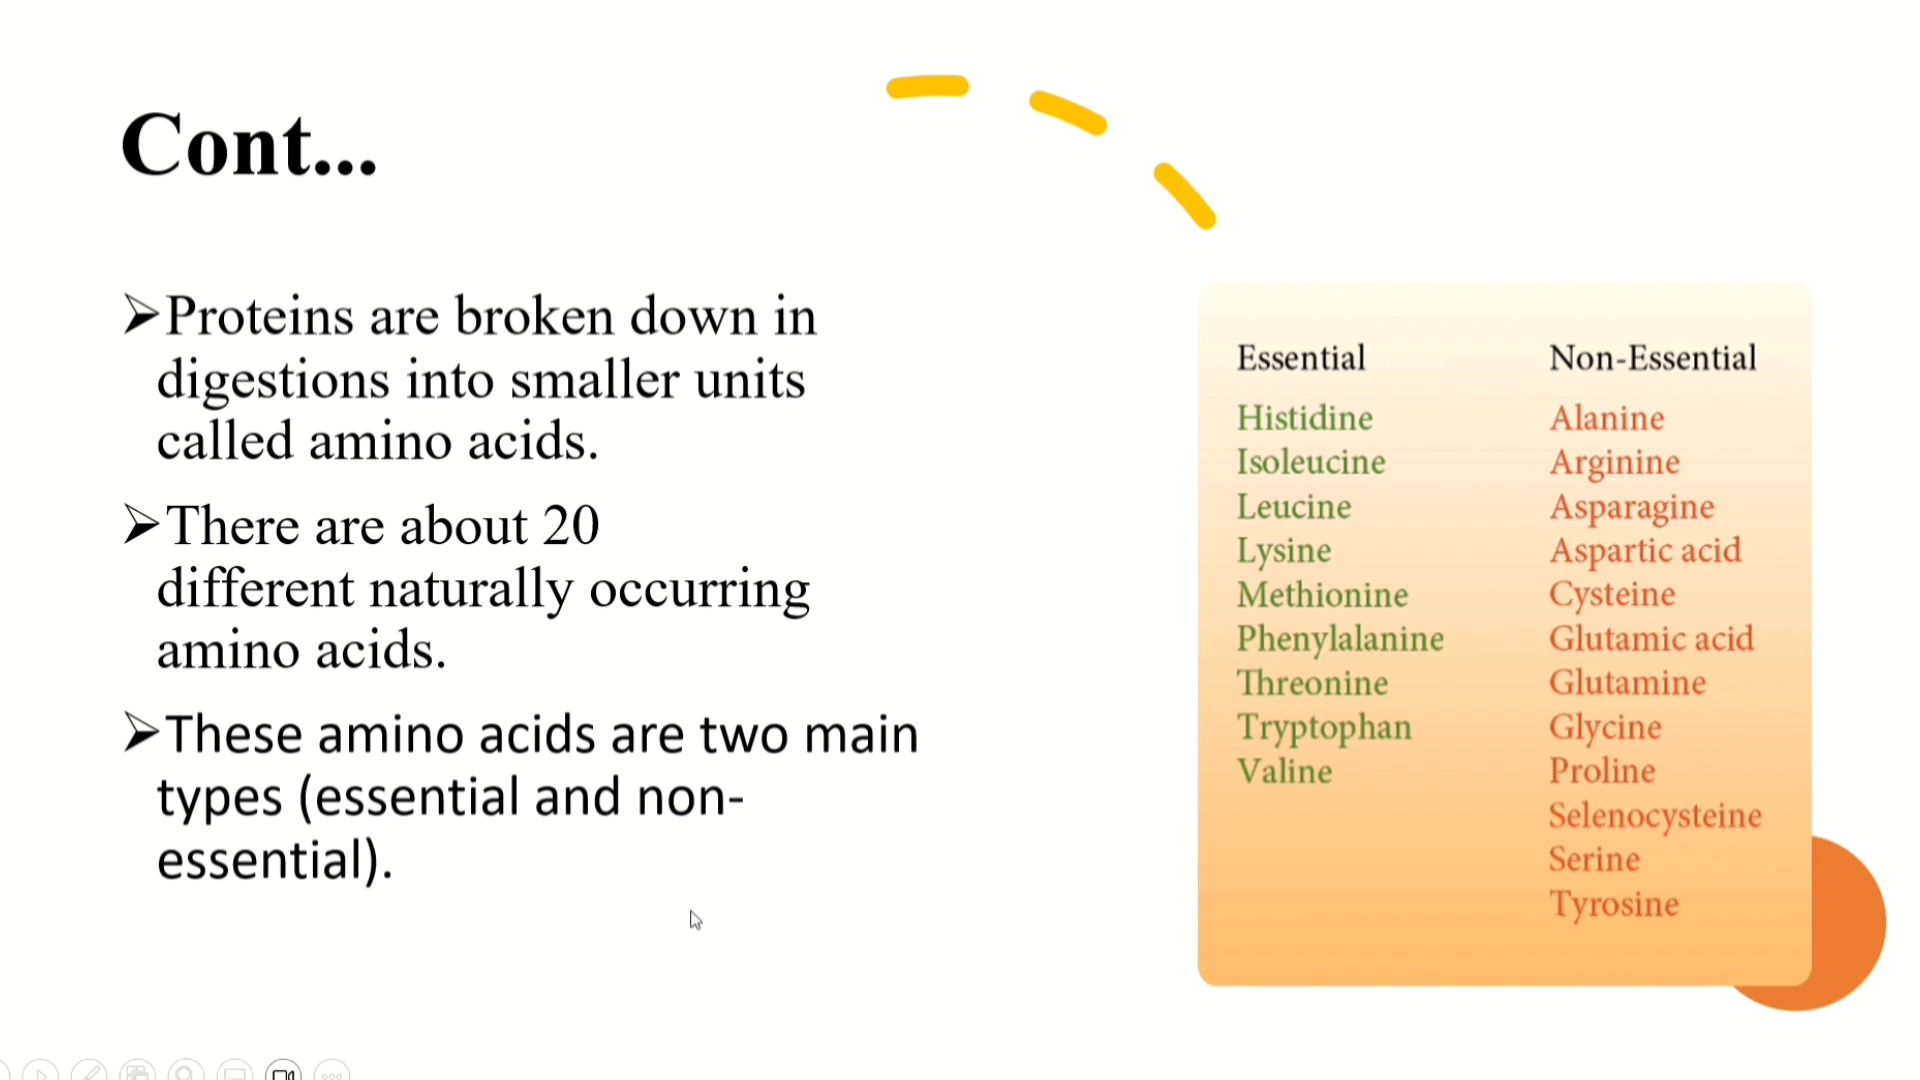 Cont...
➢Proteins are broken down in
digestions into smaller units
called amino acids.
➢There are about 20
different naturally occurring
amino acids.
➢These amino acids are two main
types (essential and non-
essential).
Essential
Histidine
Isoleucine
Leucine
Lysine
Methionine
Phenylalanine
Threonine
Tryptophan
Valine
Non-Essential
Alanine
Arginine
Asparagine
Aspartic acid
Cysteine
Glutamic acid
Glutamine
Glycine
Proline
Selenocysteine
Serine
Tyrosine